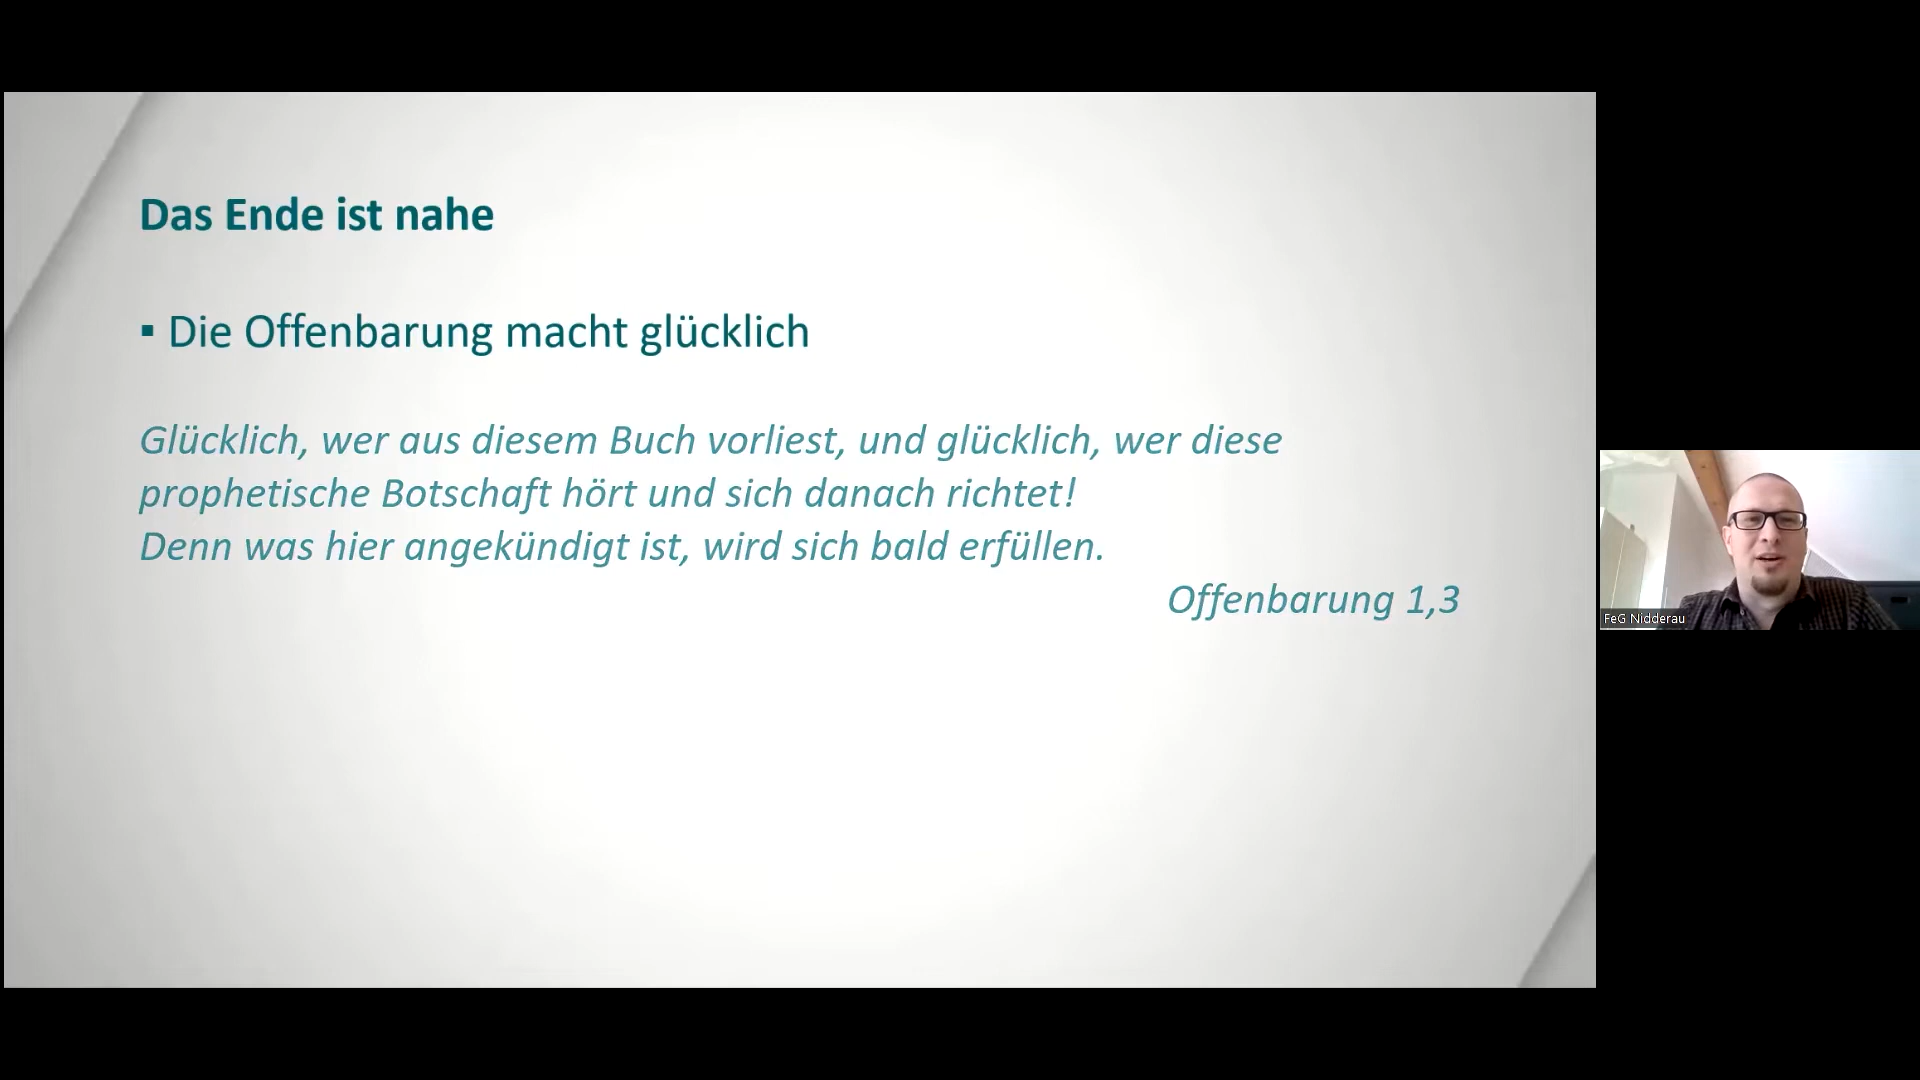 Das Ende ist nahe
▪ Die Offenbarung macht glücklich
Glücklich, wer aus diesem Buch vorliest, und glücklich, wer diese
prophetische Botschaft hört und sich danach richtet!
Denn was hier angekündigt ist, wird sich bald erfüllen.
Offenbarung 1,3
FeG Nidderau